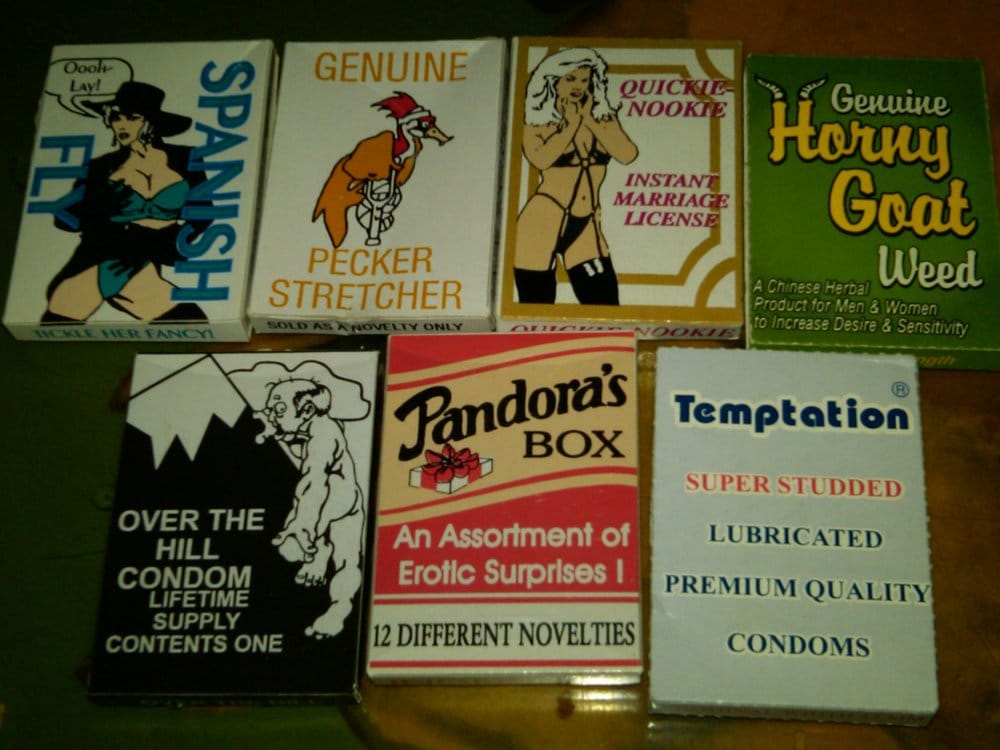 Oooh-
Lay!
SPANISH
FLY
TICKLE HER FANCY!
GENUINE
PECKER
STRETCHER
SOLD AS A NOVELTY ONLY
QUICKIE-
NOOKIE
INSTANT
MARRIAGE
LICENSE
QUICKIE NOOKIE
Genuine
Horny
Goat
Weed
A Chinese Herbal
Product for Men & Women
to Increase Desire & Sensitivity
OVER THE
HILL
CONDOM
LIFETIME
SUPPLY
CONTENTS ONE
Pandora's
BOX
An Assortment of
Erotic Surprises !
12 DIFFERENT NOVELTIES
Temptation®
SUPER STUDDED
LUBRICATED
PREMIUM QUALITY
CONDOMS